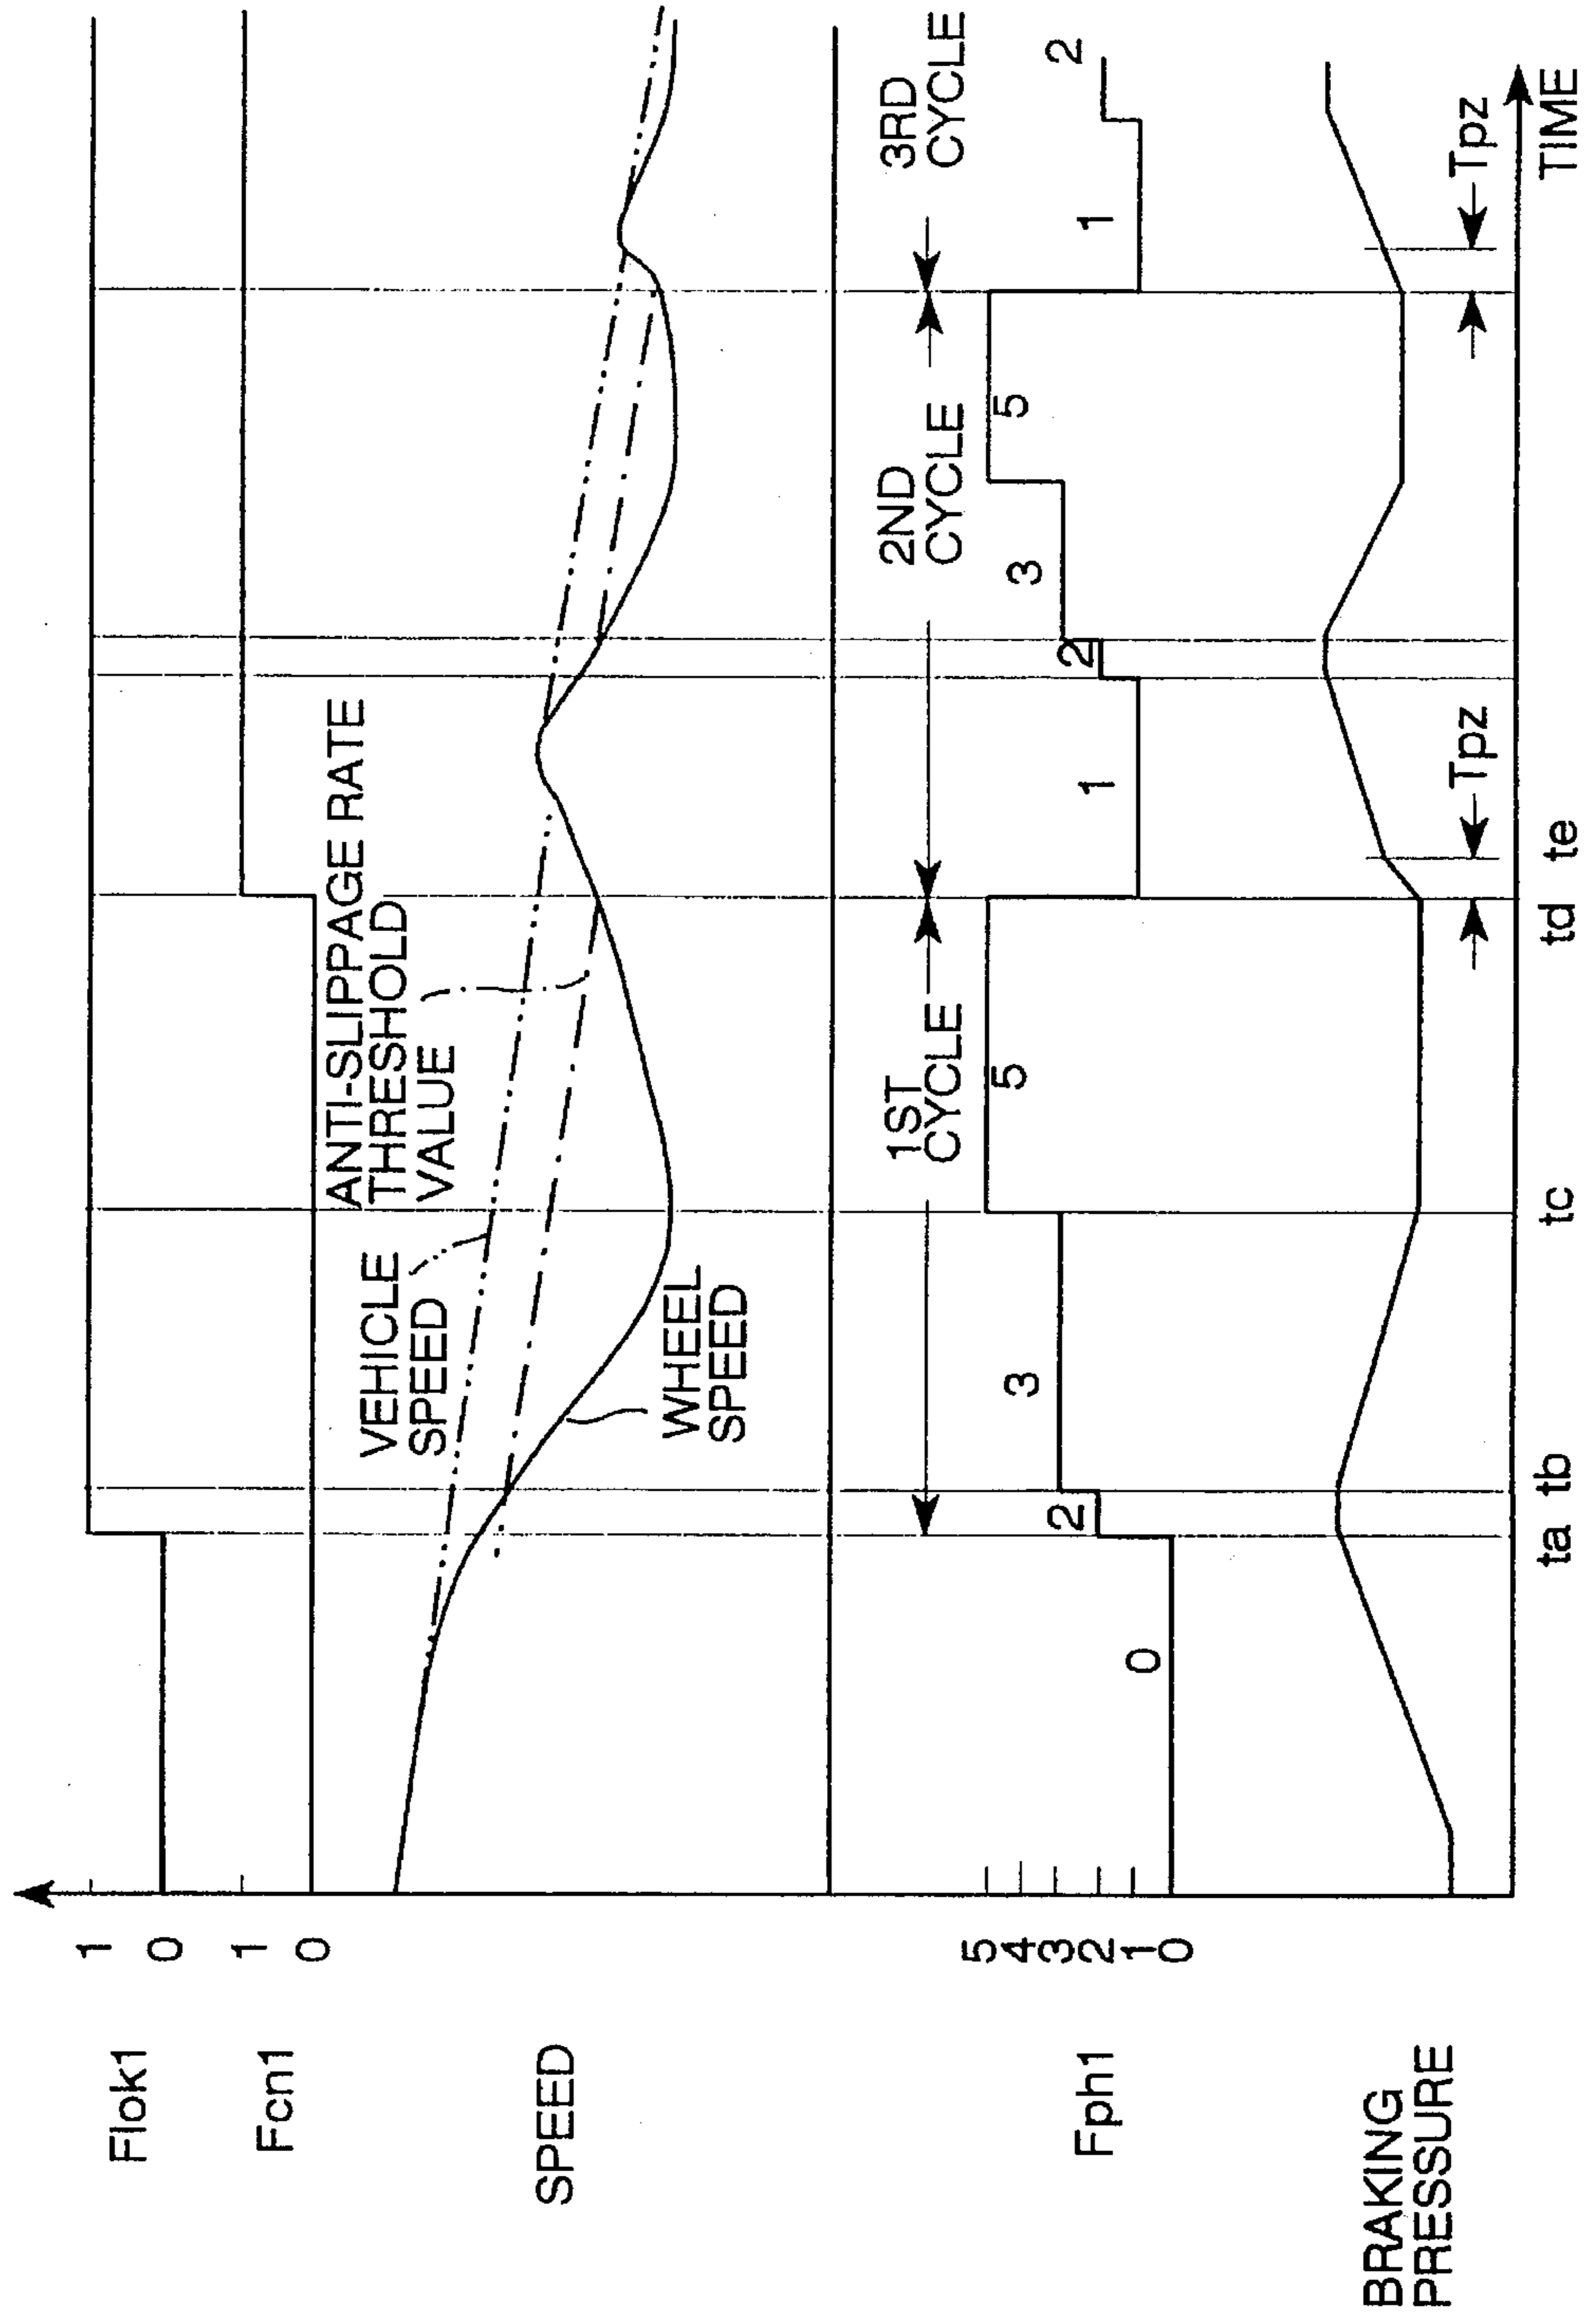 Flok1
1
0
Fcn1
1
0
SPEED
VEHICLE
SPEED
ANTI-SLIPPAGE RATE
THRESHOLD
VALUE
WHEEL
SPEED
1ST
CYCLE
2ND
CYCLE
3RD
CYCLE
Fph1
5
4
3
2
1
0
0
2
3
5
1
2
3
5
1
2
BRAKING
PRESSURE
Tpz
Tpz
ta
tb
tc
td
te
TIME